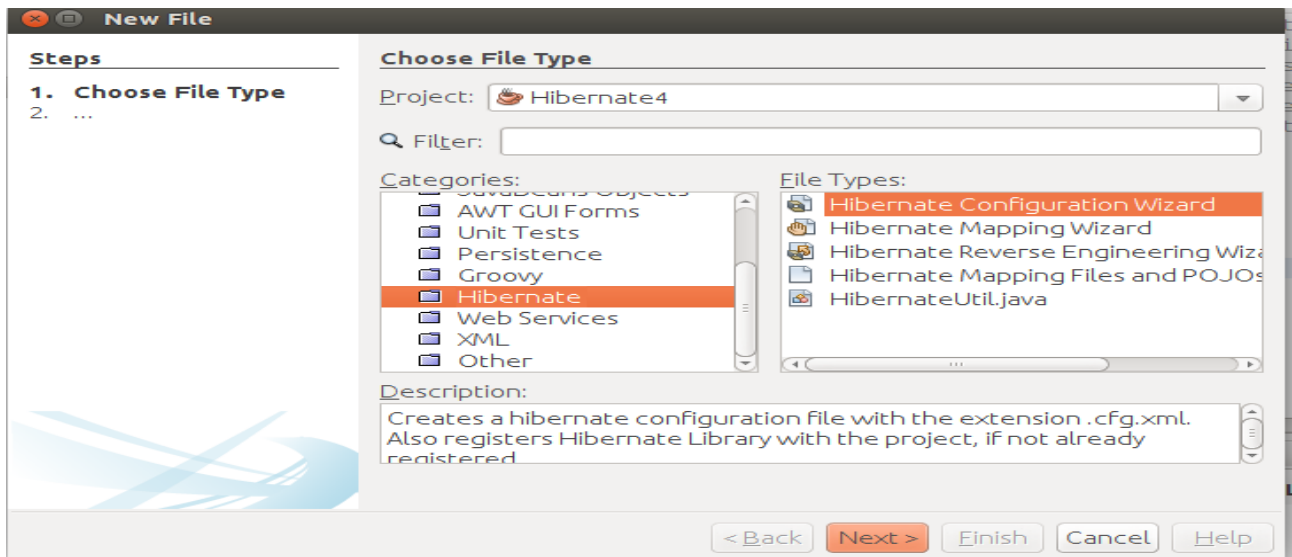 New File
Steps
1. Choose File Type
2. ...
Choose File Type
Project: Hibernate4
Filter:
Categories:
JavaBeans Objects
AWT GUI Forms
Unit Tests
Persistence
Groovy
Hibernate
Web Services
XML
Other
File Types:
Hibernate Configuration Wizard
Hibernate Mapping Wizard
Hibernate Reverse Engineering Wiza
Hibernate Mapping Files and POJOs
HibernateUtil.java
Description:
Creates a hibernate configuration file with the extension .cfg.xml.
Also registers Hibernate Library with the project, if not already
registered
< Back Next > Finish Cancel Help